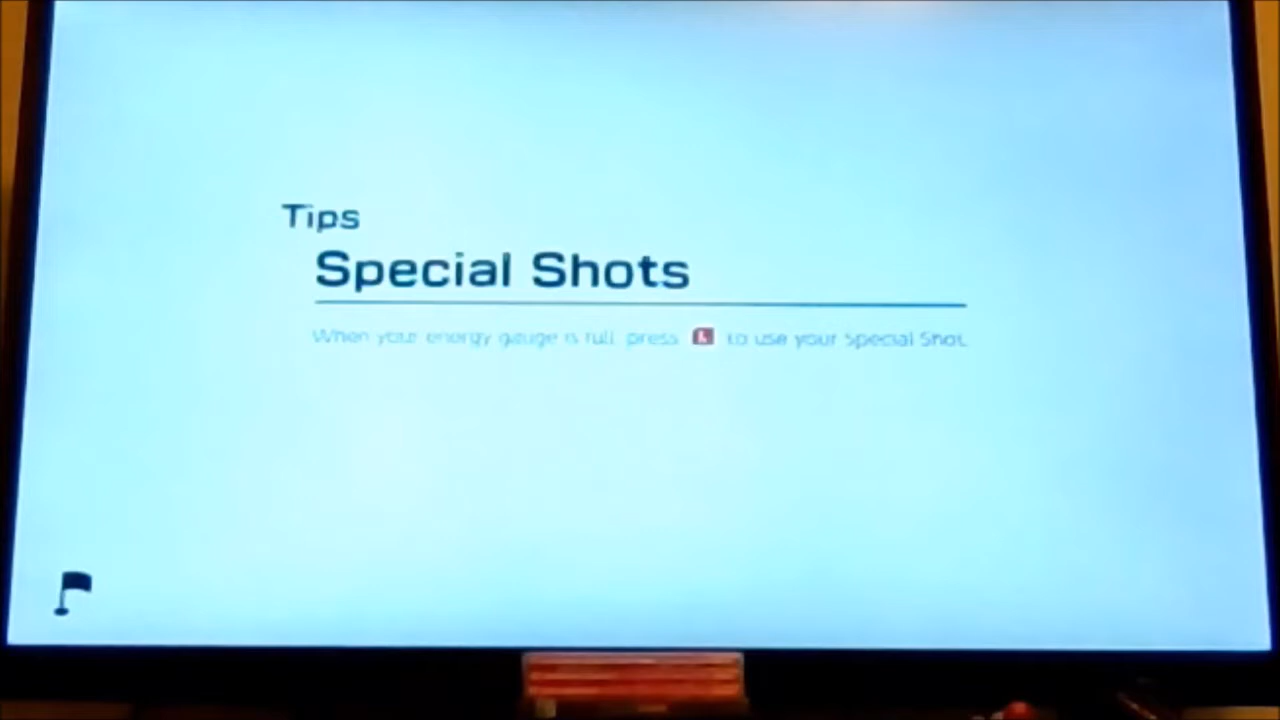 Tips
Special Shots
When your energy gauge is full, press L to use your Special Shot.